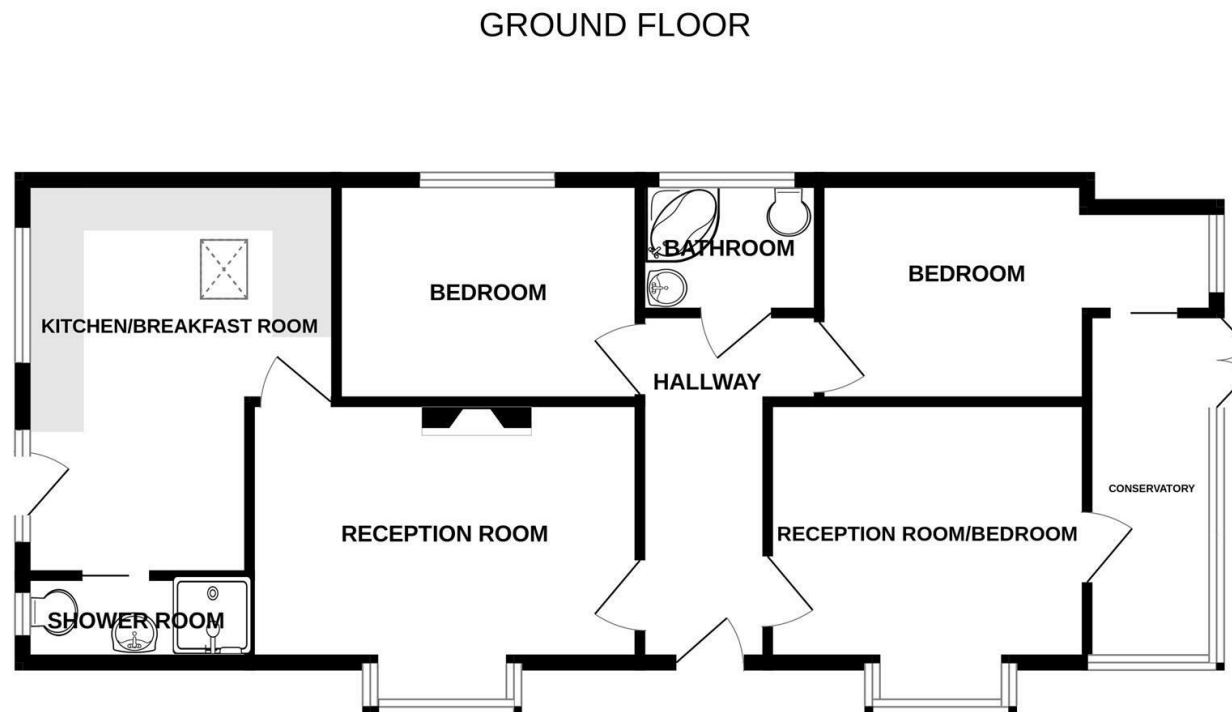 GROUND FLOOR
BATHROOM
BEDROOM
BEDROOM
KITCHEN/BREAKFAST ROOM
HALLWAY
CONSERVATORY
RECEPTION ROOM
RECEPTION ROOM/BEDROOM
SHOWER ROOM